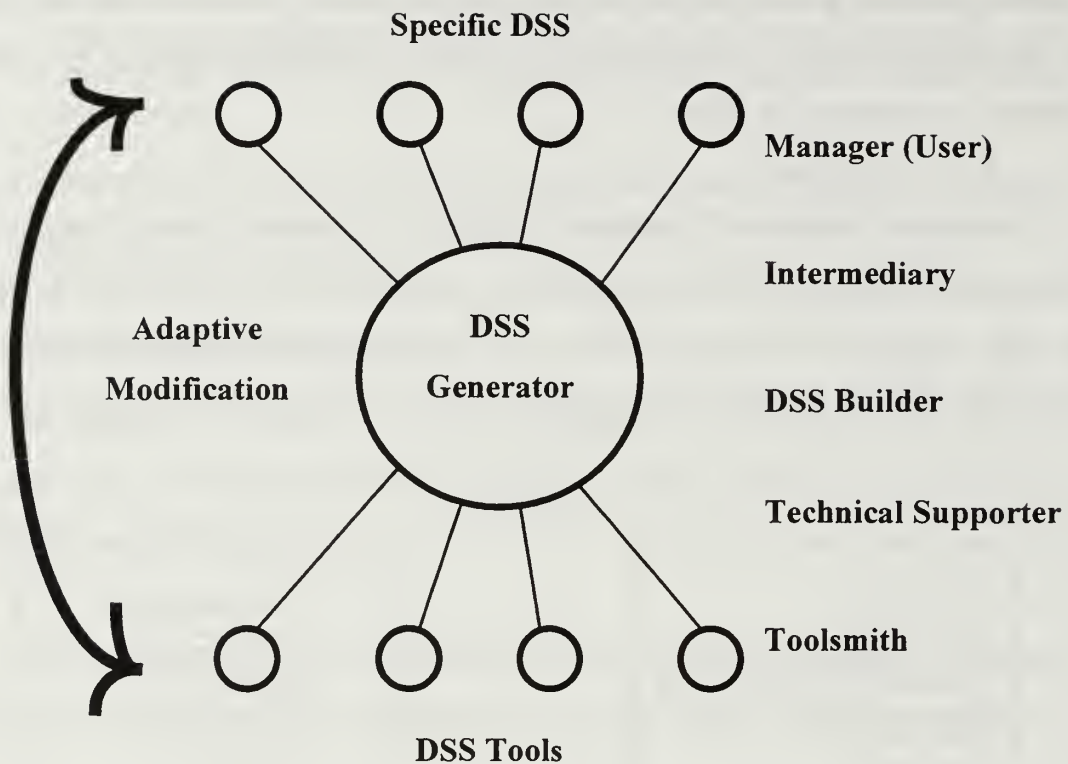 Specific DSS
Manager (User)
Intermediary
Adaptive
Modification
DSS
Generator
DSS Builder
Technical Supporter
Toolsmith
DSS Tools